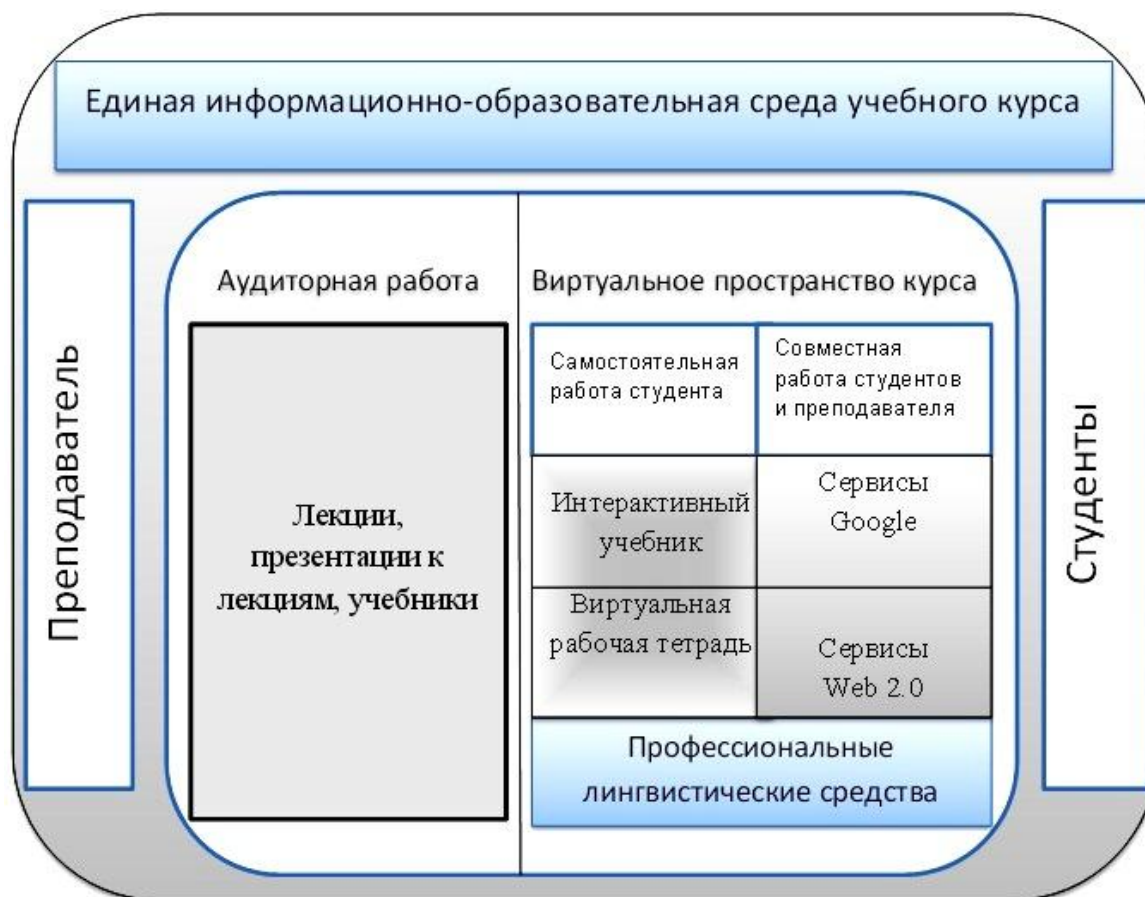 Единая информационно-образовательная среда учебного курса
Преподаватель
Аудиторная работа
Лекции,
презентации к
лекциям, учебники
Виртуальное пространство курса
Самостоятельная
работа студента
Совместная
работа студентов
и преподавателя
Интерактивный
учебник
Сервисы
Google
Виртуальная
рабочая тетрадь
Сервисы
Web 2.0
Профессиональные
лингвистические средства
Студенты